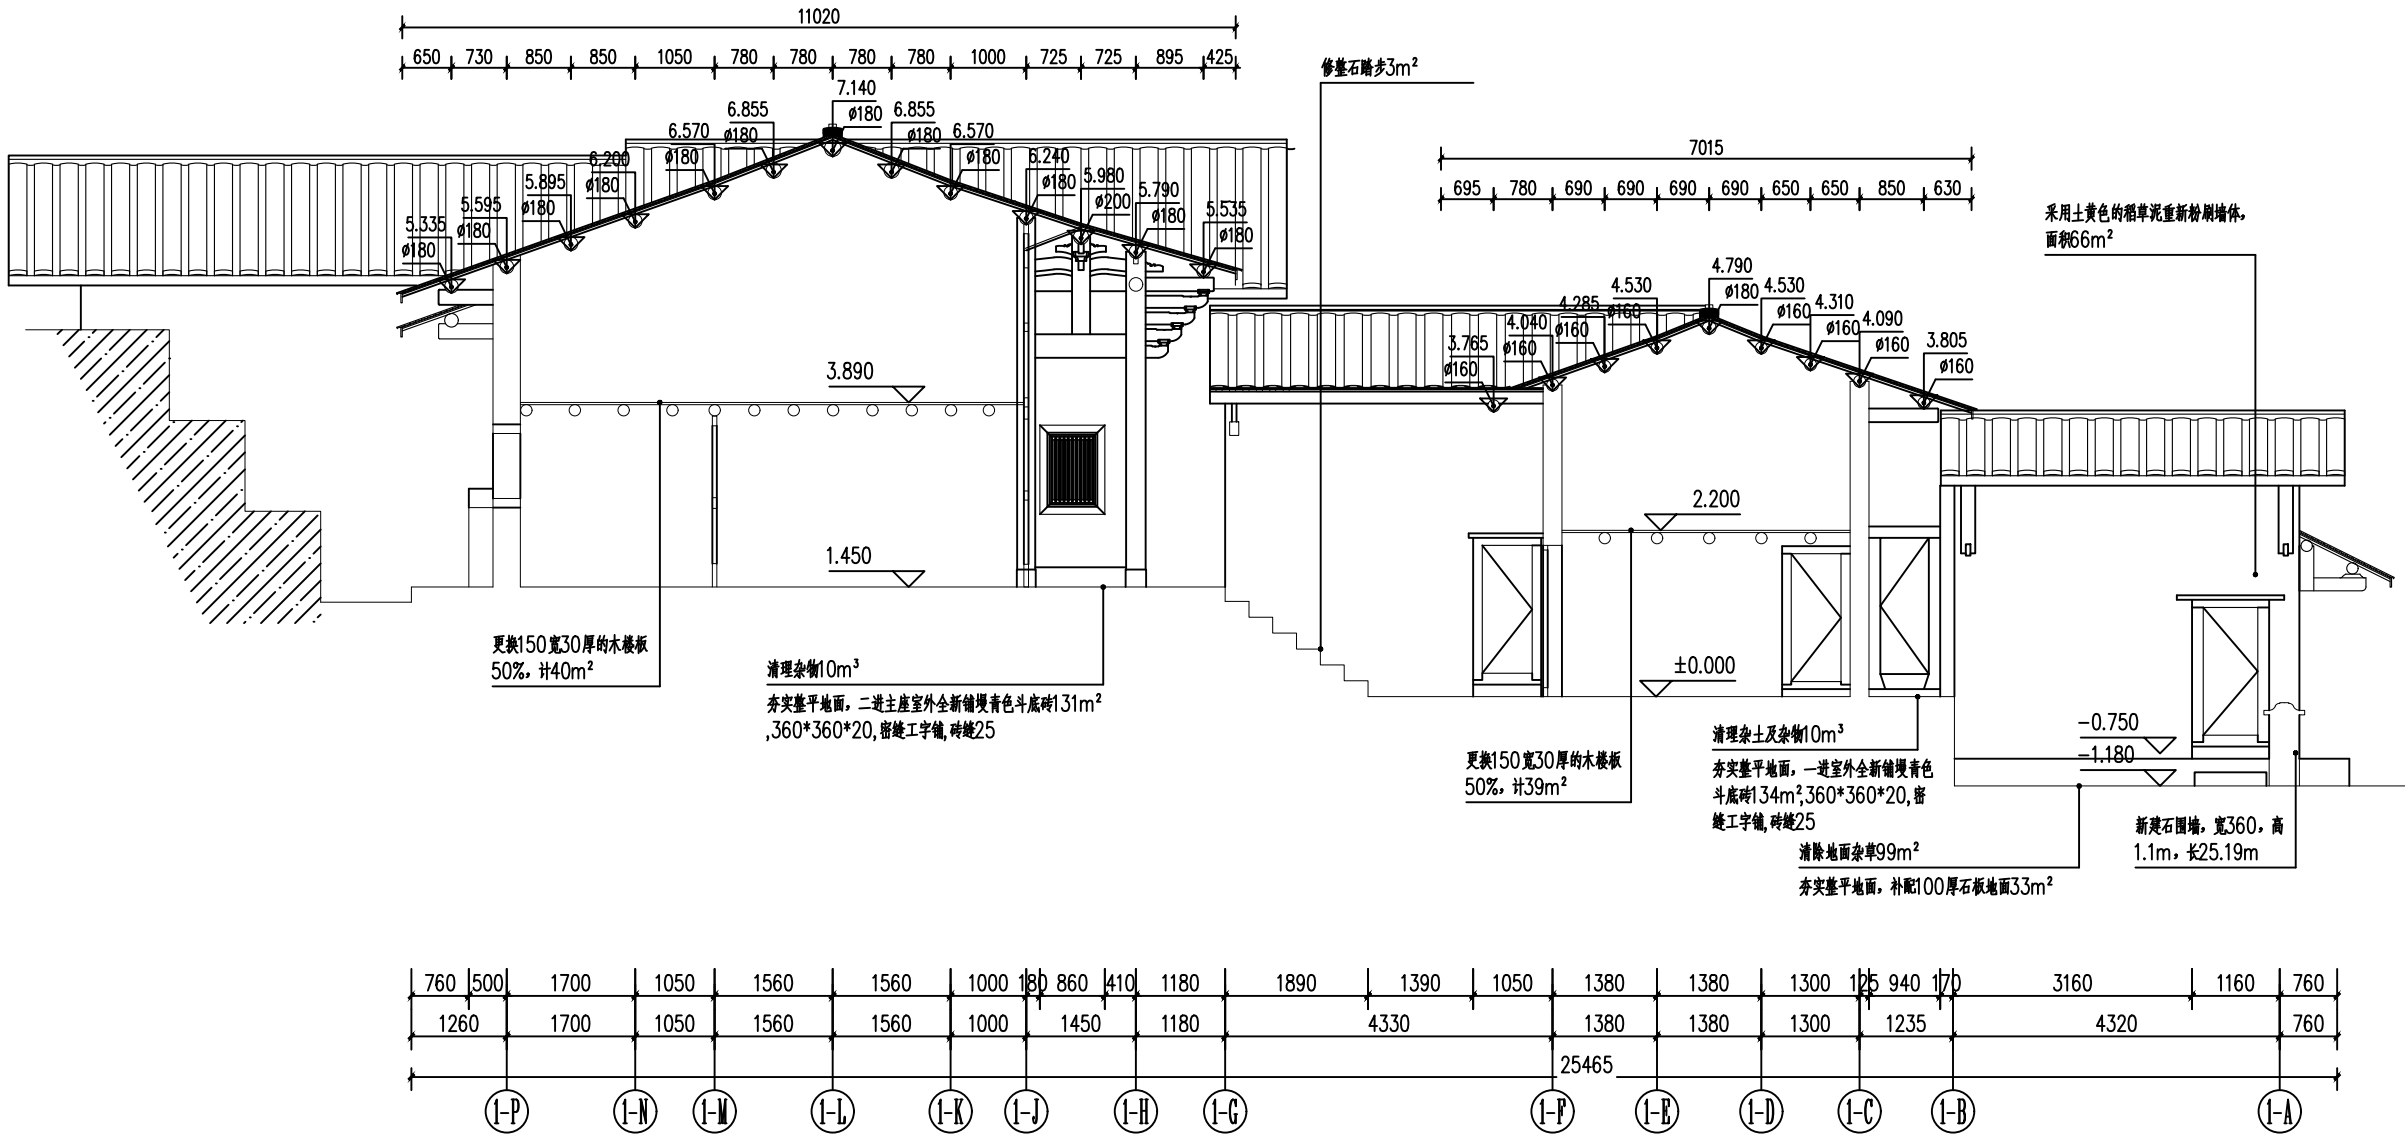 11020
650 730 850 850 1050 780 780 780 780 1000 725 725 895 425
修整石踏步3m²
7.140
ø180
6.855
ø180
6.855
ø180
6.570
ø180
6.570
ø180
6.200
ø180
6.240
ø180
5.895
ø180
5.980
ø200
5.595
ø180
5.790
ø180
5.335
ø180
5.535
ø180
7015
695 780 690 690 690 690 650 650 850 630
采用土黄色的稻草泥重新粉刷墙体,
面积66m²
4.790
ø180
4.530
ø160
4.530
ø160
4.285
ø160
4.310
ø160
4.040
ø160
4.090
ø160
3.765
ø160
3.805
ø160
3.890
2.200
1.450
±0.000
-0.750
-1.180
更换150宽30厚的木楼板
50%, 计40m²
清理杂物10m³
夯实整平地面, 二进主座室外全新铺墁青色斗底砖131m²
,360*360*20,密缝工字铺,砖缝25
更换150宽30厚的木楼板
50%, 计39m²
清理杂土及杂物10m³
夯实整平地面, 一进室外全新铺墁青色
斗底砖134m²,360*360*20,密
缝工字铺,砖缝25
清除地面杂草99m²
夯实整平地面, 补配100厚石板地面33m²
新建石围墙, 宽360, 高
1.1m, 长25.19m
760 500 1700 1050 1560 1560 1000 180 860 410 1180 1890 1390 1050 1380 1380 1300 125 940 170 3160 1160 760
1260 1700 1050 1560 1560 1000 1450 1180 4330 1380 1380 1300 1235 4320 760
25465
1-P 1-N 1-M 1-L 1-K 1-J 1-H 1-G 1-F 1-E 1-D 1-C 1-B 1-A